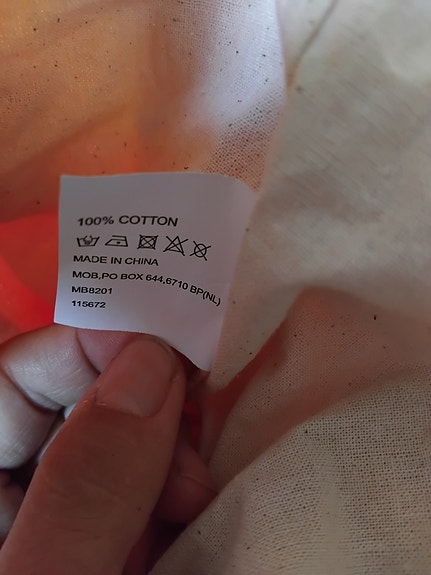 100% COTTON
MADE IN CHINA
MOB,PO BOX 644,6710 BP(NL)
MB8201
115672